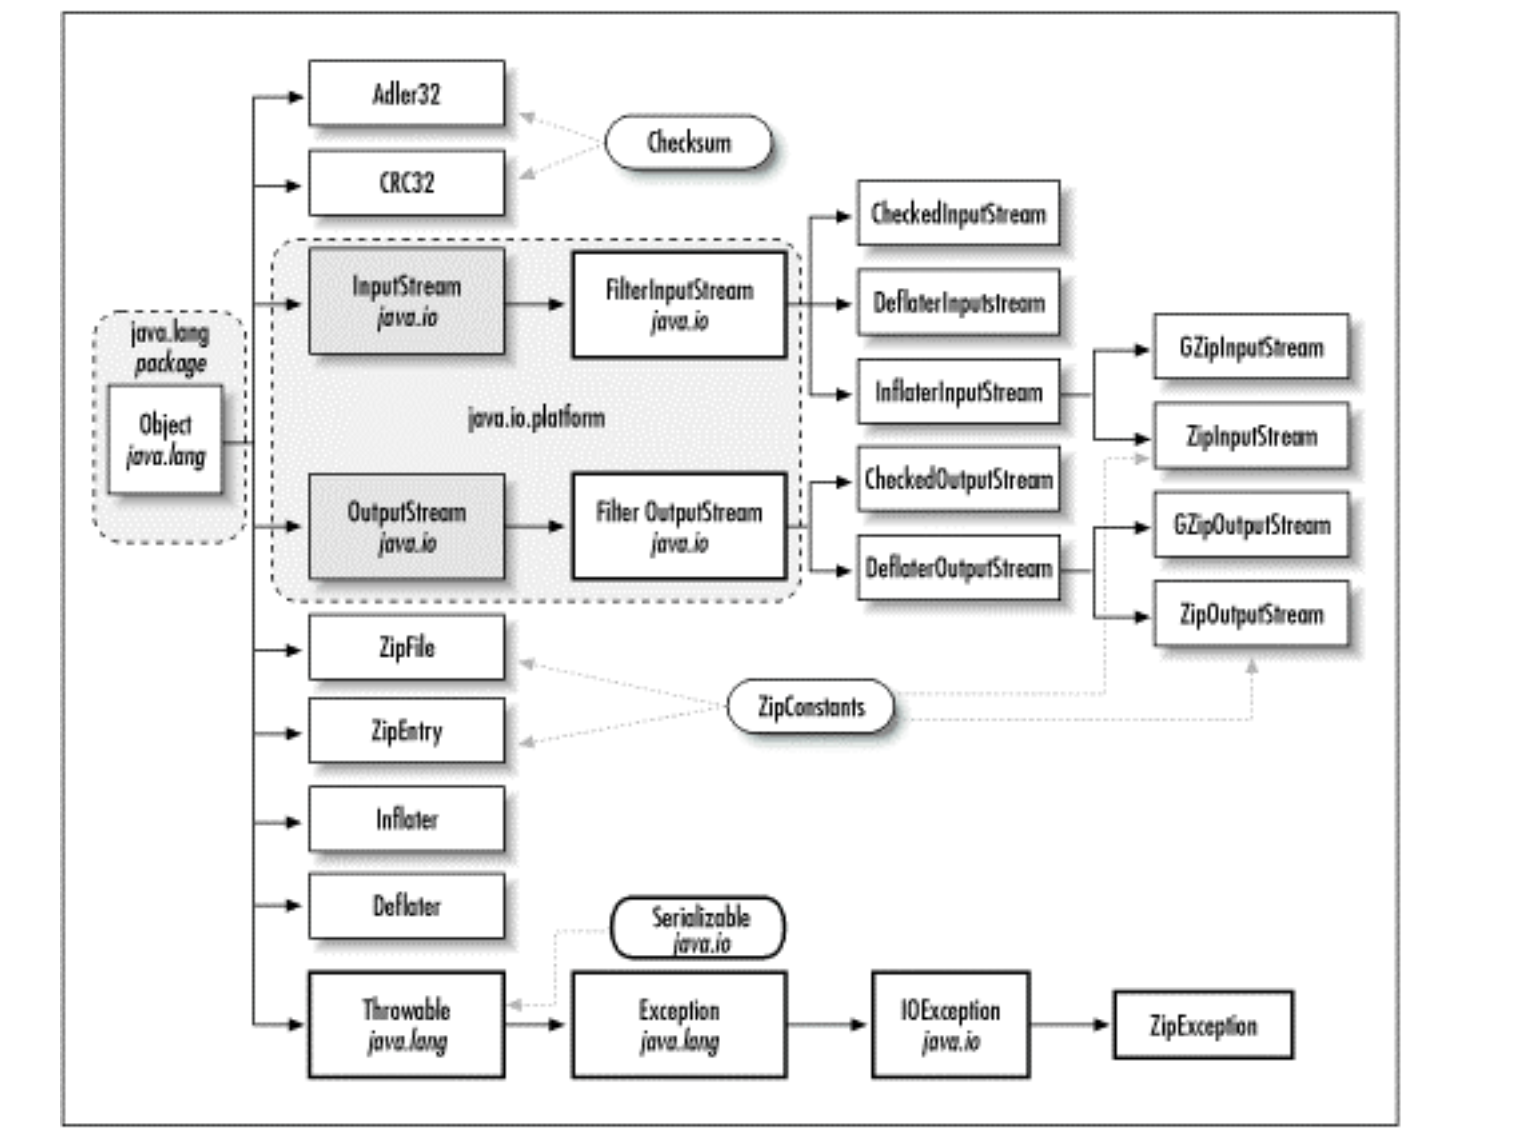 Adler32
Checksum
CRC32
CheckedInputStream
InputStream
java.io
FilterInputStream
java.io
DeflaterInputstream
java.lang
package
GZipInputStream
InflaterInputStream
Object
java.lang
java.io.platform
ZipInputStream
CheckedOutputStream
OutputStream
java.io
Filter OutputStream
java.io
GZipOutputStream
DeflaterOutputStream
ZipOutputStream
ZipFile
ZipConstants
ZipEntry
Inflater
Deflater
Serializable
java.io
Throwable
java.lang
Exception
java.lang
IOException
java.io
ZipException